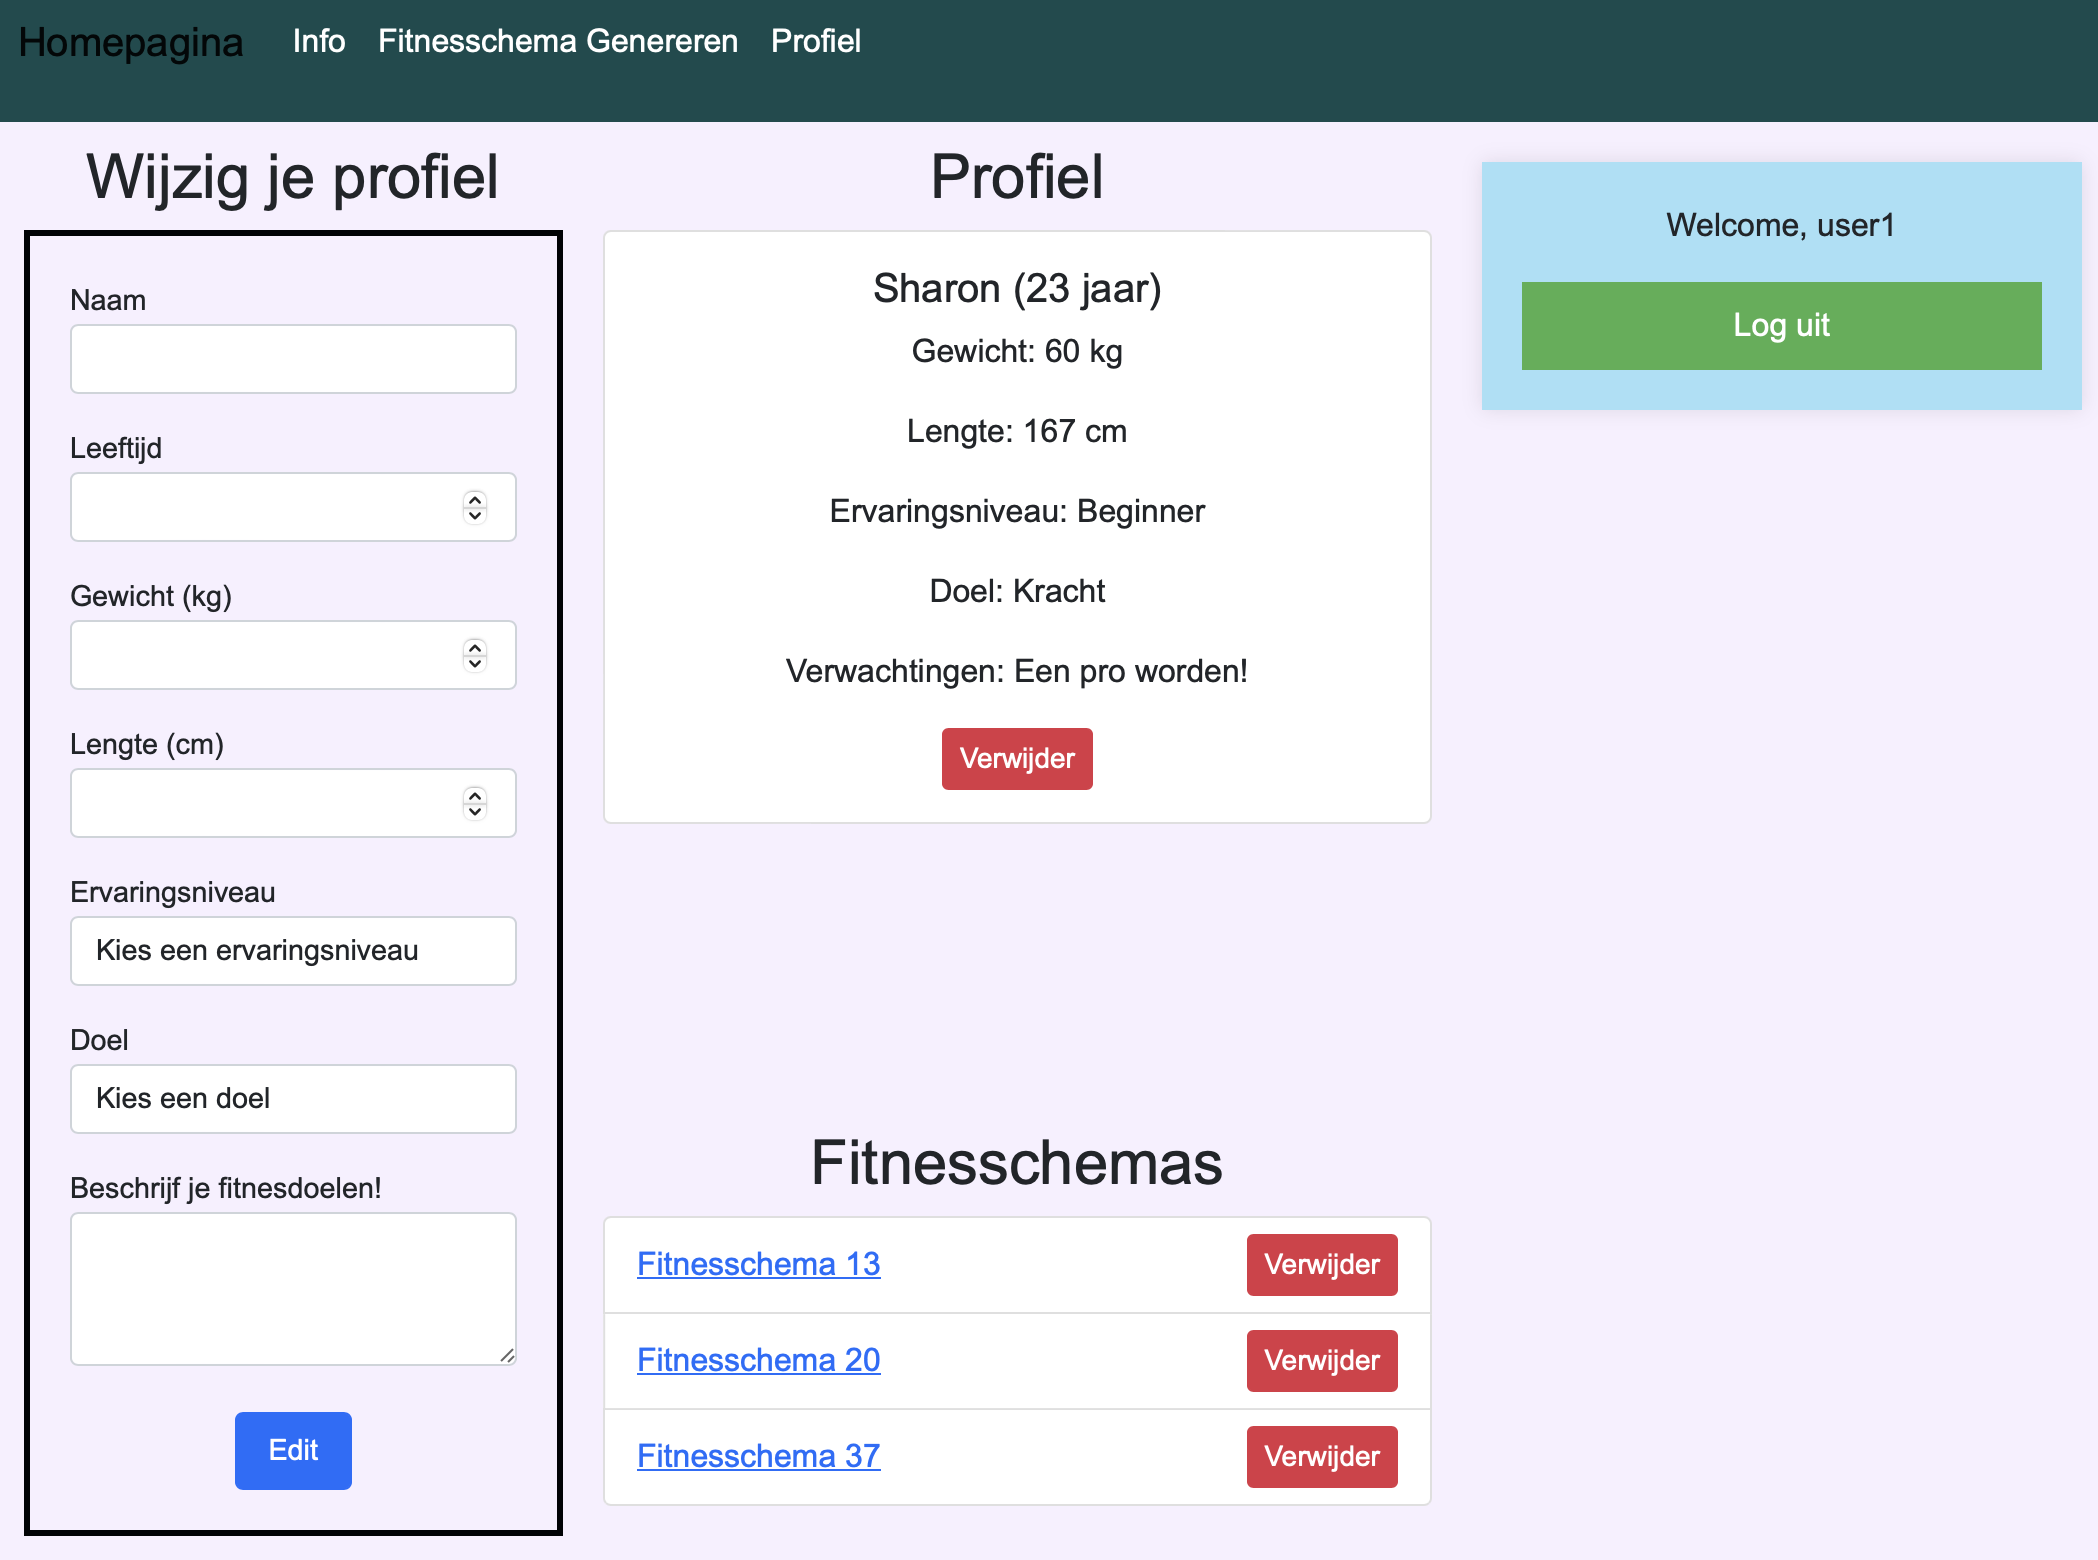 Homepagina Info Fitnesschema Genereren Profiel
Wijzig je profiel
Naam
Leeftijd
Gewicht (kg)
Lengte (cm)
Ervaringsniveau
Kies een ervaringsniveau
Doel
Kies een doel
Beschrijf je fitnesdoelen!
Edit
Profiel
Sharon (23 jaar)
Gewicht: 60 kg
Lengte: 167 cm
Ervaringsniveau: Beginner
Doel: Kracht
Verwachtingen: Een pro worden!
Verwijder
Fitnesschemas
Fitnesschema 13 Verwijder
Fitnesschema 20 Verwijder
Fitnesschema 37 Verwijder
Welcome, user1
Log uit